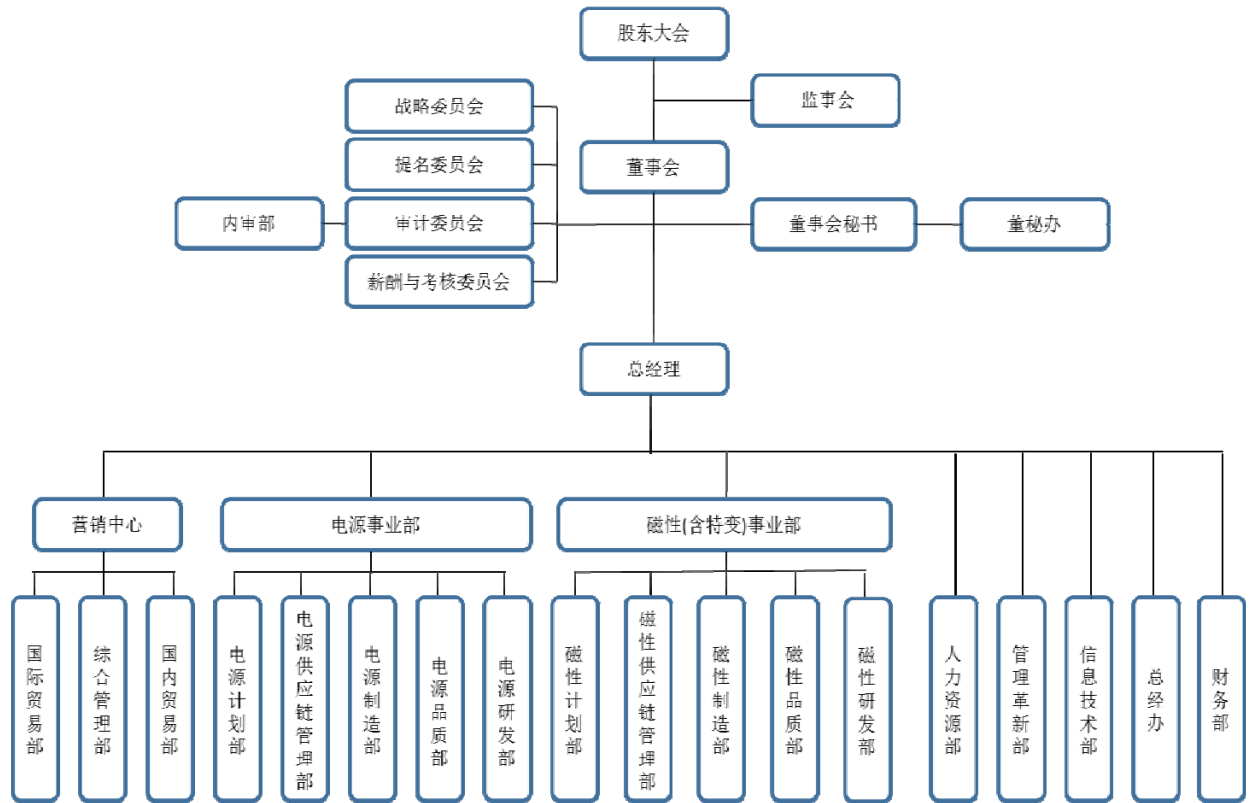 股东大会
监事会
战略委员会
提名委员会
董事会
内审部
审计委员会
董事会秘书
董秘办
薪酬与考核委员会
总经理
营销中心
电源事业部
磁性(含特变)事业部
国际贸易部
综合管理部
国内贸易部
电源计划部
电源供应链管理部
电源制造部
电源品质部
电源研发部
磁性计划部
磁性供应链管理部
磁性制造部
磁性品质部
磁性研发部
人力资源部
管理革新部
信息技术部
总经办
财务部